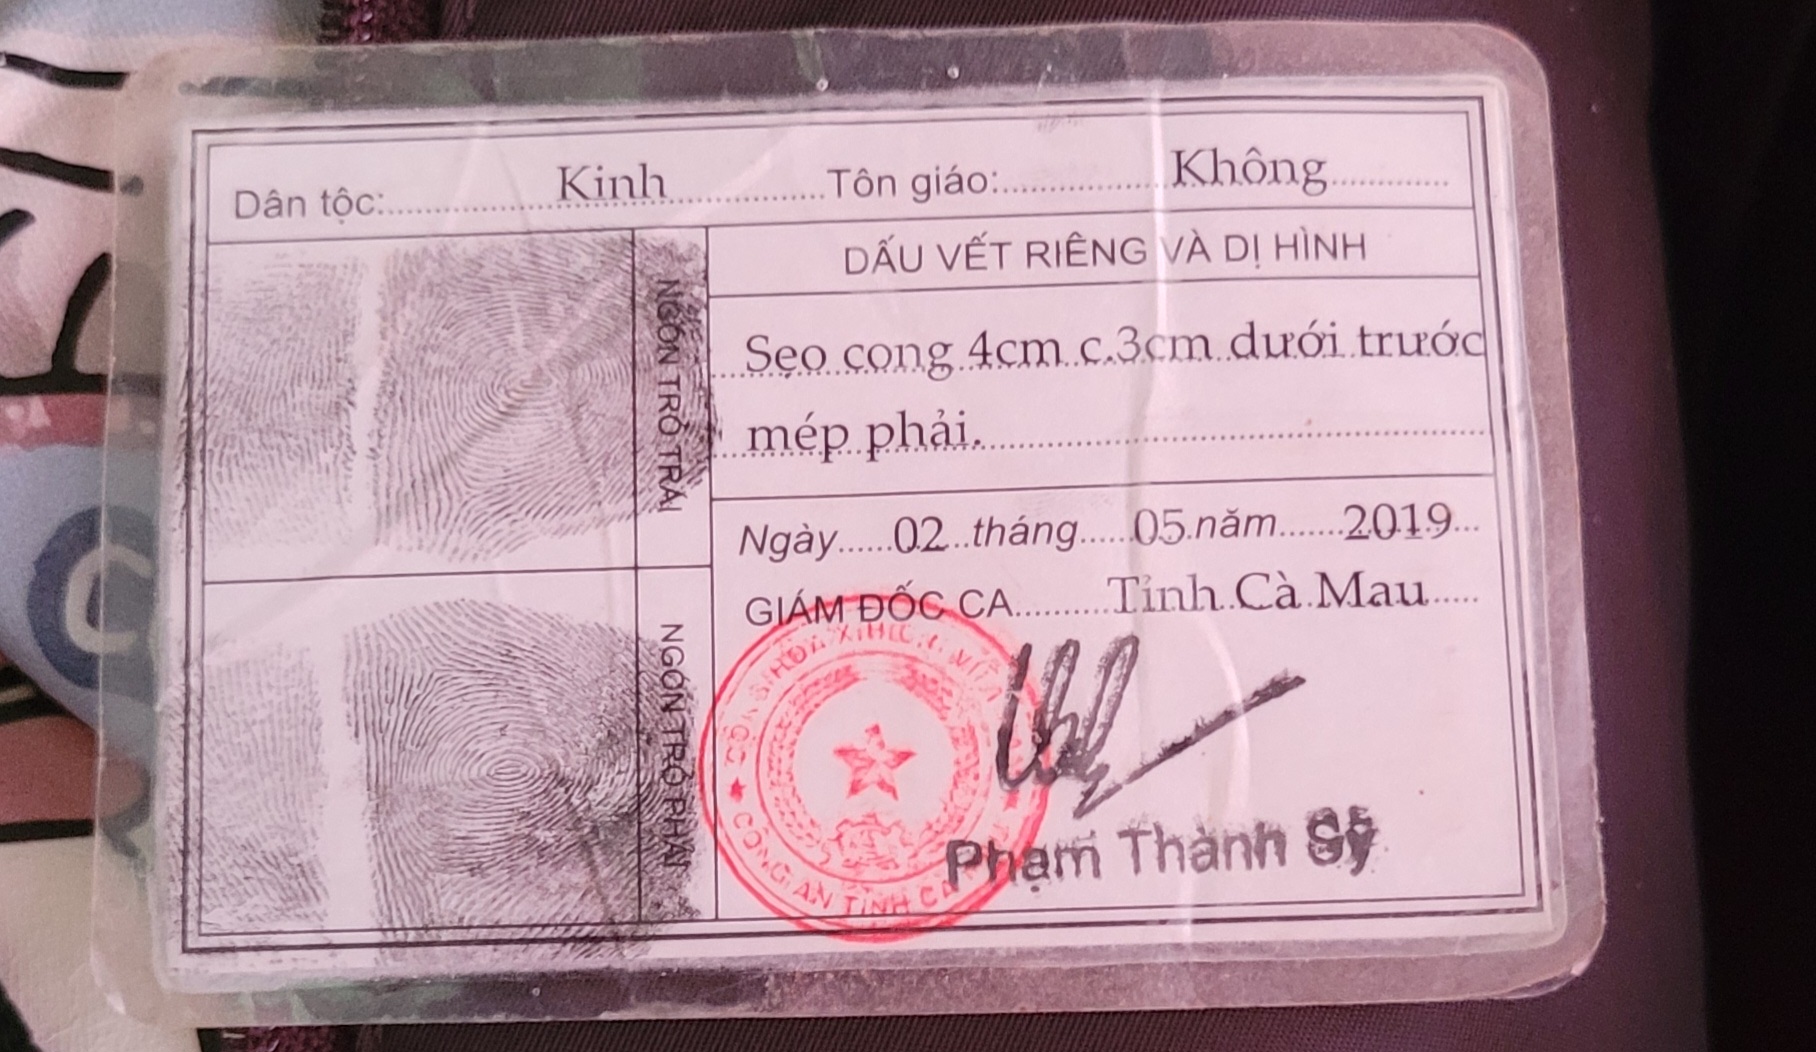 Dân tộc: Kinh Tôn giáo: Không
DẤU VẾT RIÊNG VÀ DỊ HÌNH
NGÓN TRỎ TRÁI
Sẹo cong 4cm c.3cm dưới trước
mép phải.
Ngày 02 tháng 05 năm 2019
GIÁM ĐỐC CA Tỉnh Cà Mau
NGÓN TRỎ PHẢI
CÔNG AN TỈNH CÀ
Phạm Thành Sỹ
C